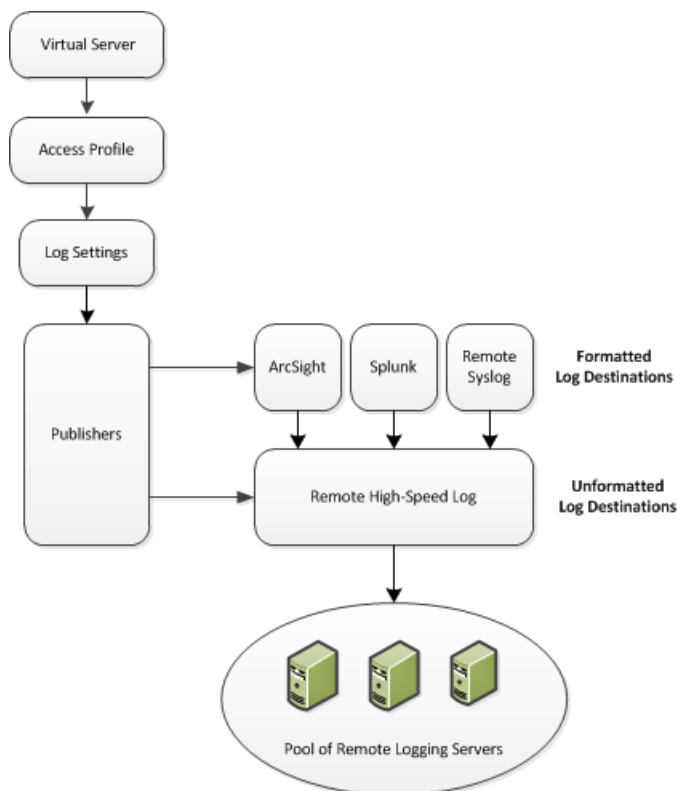 Virtual Server
Access Profile
Log Settings
Publishers
ArcSight
Splunk
Remote
Syslog
Formatted
Log Destinations
Remote High-Speed Log
Unformatted
Log Destinations
Pool of Remote Logging Servers